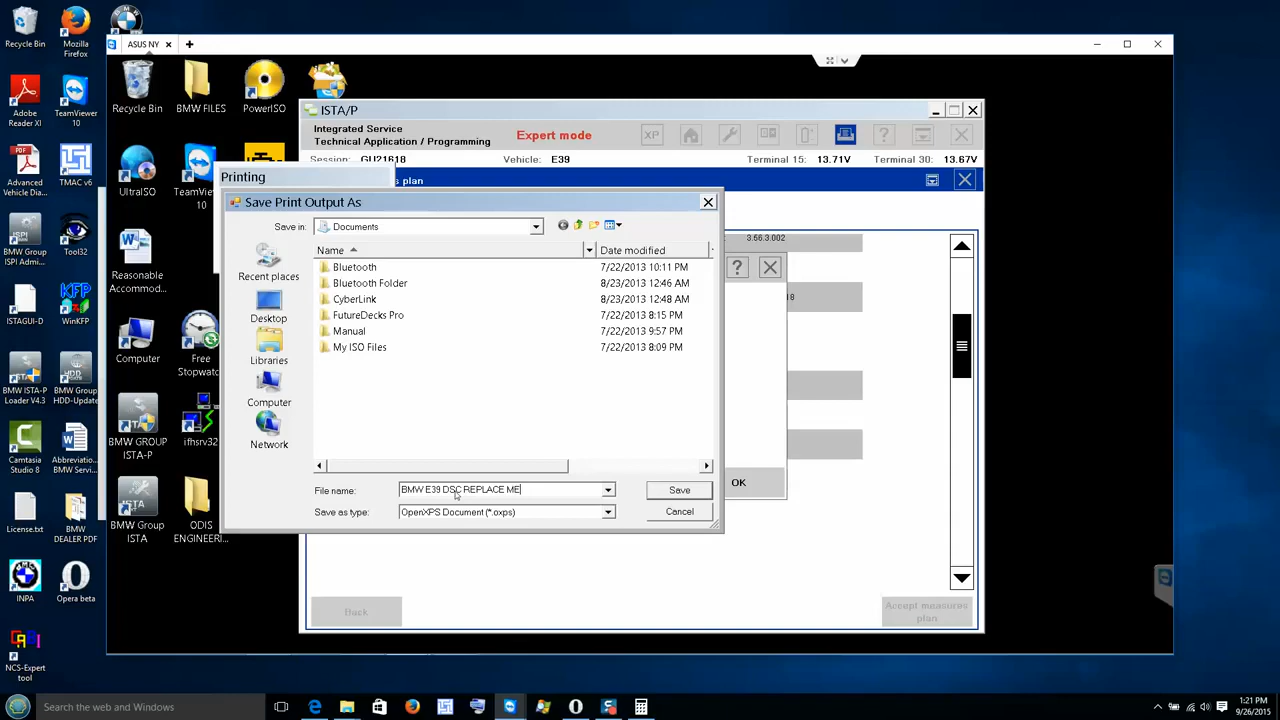 Recycle Bin
Mozilla
Firefox
Adobe
Reader XI
TeamViewer
10
Advanced
Vehicle Dia...
TMAC v6
BMW Group
ISPI Admi...
Tool32
ISTAGUI-D
WinKFP
BMW ISTA-P
Loader V4.3
BMW Group
HDD-Update
Camtasia
Studio 8
Abbreviation
BMW Servi...
License.txt
BMW
DEALER PDF
INPA
Opera beta
NCS-Expert
tool
ASUS NY
Recycle Bin
BMW FILES
PowerISO
UltraISO
TeamV
10
Reasonable
Accommod...
Computer
Free
Stopwatc
BMW GROUP
ISTA-P
ifhsrv32
BMW Group
ISTA
ODIS
ENGINEERI...
ISTA/P
Integrated Service
Technical Application / Programming
Expert mode
XP
?
Session:
GU21618
Vehicle:
E39
Terminal 15:
13.71V
Terminal 30:
13.67V
s plan
3.56.3.002
?
18
OK
Back
Accept measures
plan
Printing
Save Print Output As
Save in:
Documents
Name
Date modified
Bluetooth
7/22/2013 10:11 PM
Bluetooth Folder
8/23/2013 12:46 AM
CyberLink
8/23/2013 12:48 AM
FutureDecks Pro
7/22/2013 8:15 PM
Manual
7/22/2013 9:57 PM
My ISO Files
7/22/2013 8:09 PM
Recent places
Desktop
Libraries
Computer
Network
File name:
BMW E39 DSC REPLACE ME
Save
Save as type:
OpenXPS Document (*.oxps)
Cancel
Search the web and Windows
1:21 PM
9/26/2015